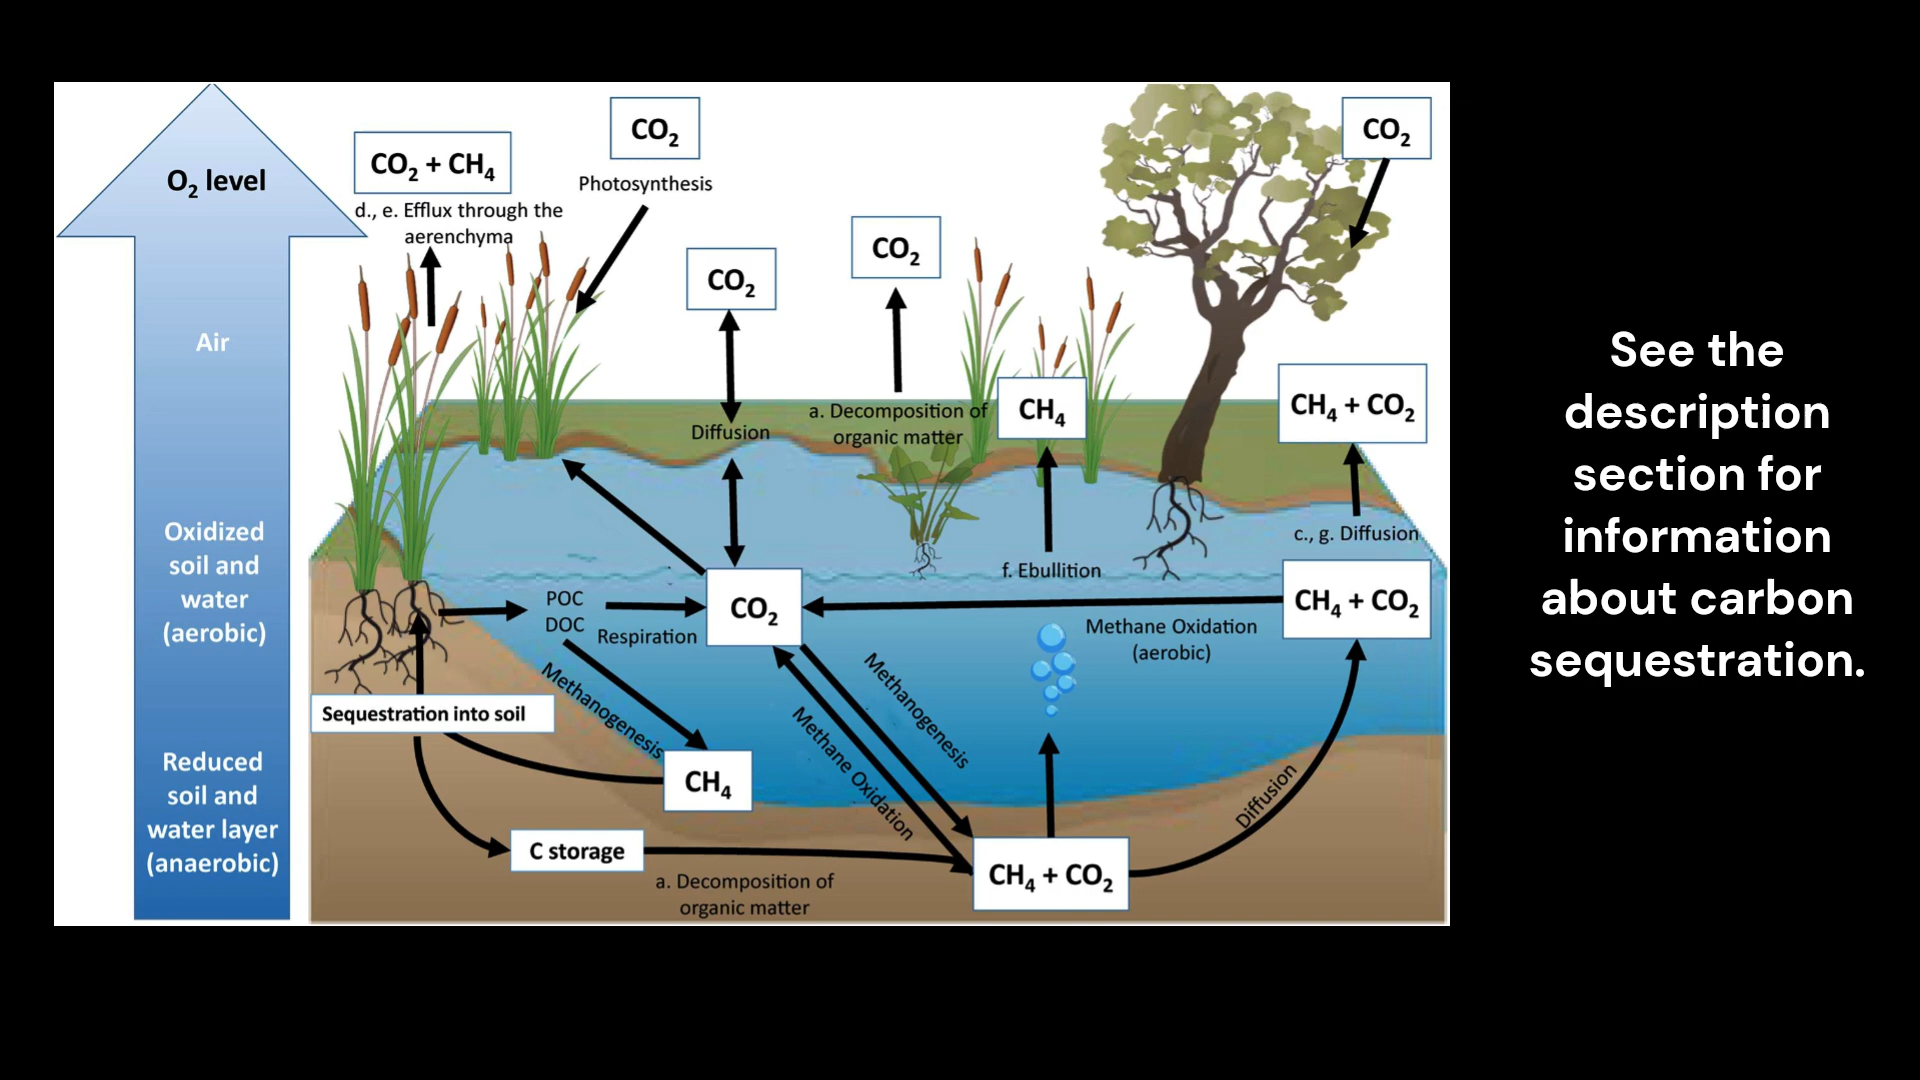 O₂ level
Air
Oxidized
soil and
water
(aerobic)
Reduced
soil and
water layer
(anaerobic)
CO₂ + CH₄
d., e. Efflux through the
aerenchyma
CO₂
Photosynthesis
CO₂
Diffusion
CO₂
a. Decomposition of
organic matter
CH₄
f. Ebullition
CO₂
CH₄ + CO₂
c., g. Diffusion
CH₄ + CO₂
POC
DOC
Respiration
CO₂
Methane Oxidation
(aerobic)
Methanogenesis
Methanogenesis
Methane Oxidation
Sequestration into soil
CH₄
C storage
a. Decomposition of
organic matter
CH₄ + CO₂
Diffusion
See the
description
section for
information
about carbon
sequestration.